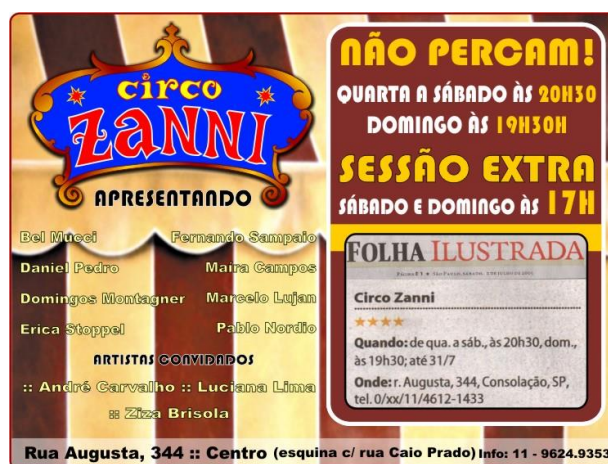 circo
ZANNI
APRESENTANDO
Bel Mucci Fernando Sampaio
Daniel Pedro Maira Campos
Domingos Montagner Marcelo Lujan
Erica Stoppel Pablo Nordio
ARTISTAS CONVIDADOS
:: André Carvalho :: Luciana Lima
:: Ziza Brisola
NÃO PERCAM!
QUARTA A SÁBADO ÀS 20H30
DOMINGO ÀS 19H30H
SESSÃO EXTRA
SÁBADO E DOMINGO ÀS 17H
FOLHA ILUSTRADA
Circo Zanni
★★★★
Quando: de qua. a sáb., às 20h30, dom.,
às 19h30; até 31/7
Onde: r. Augusta, 344, Consolação, SP,
tel. 0/xx/11/4612-1433
Rua Augusta, 344 :: Centro (esquina c/ rua Caio Prado) Info: 11 - 9624.9353